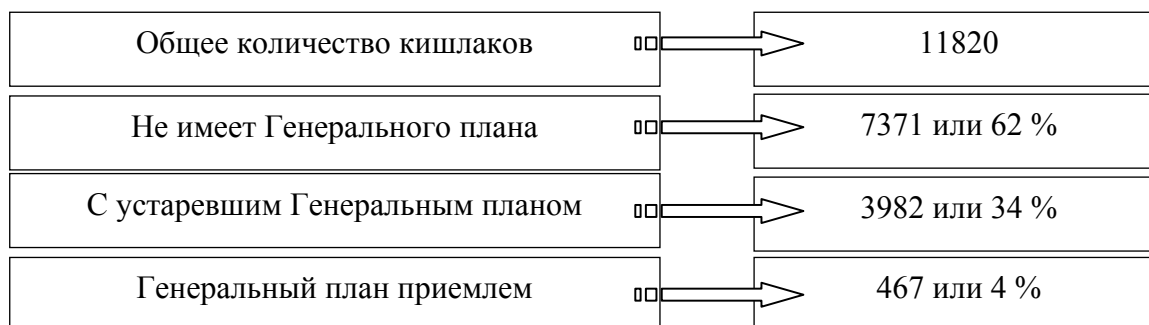 Общее количество кишлаков 11820
Не имеет Генерального плана 7371 или 62 %
С устаревшим Генеральным планом 3982 или 34 %
Генеральный план приемлем 467 или 4 %